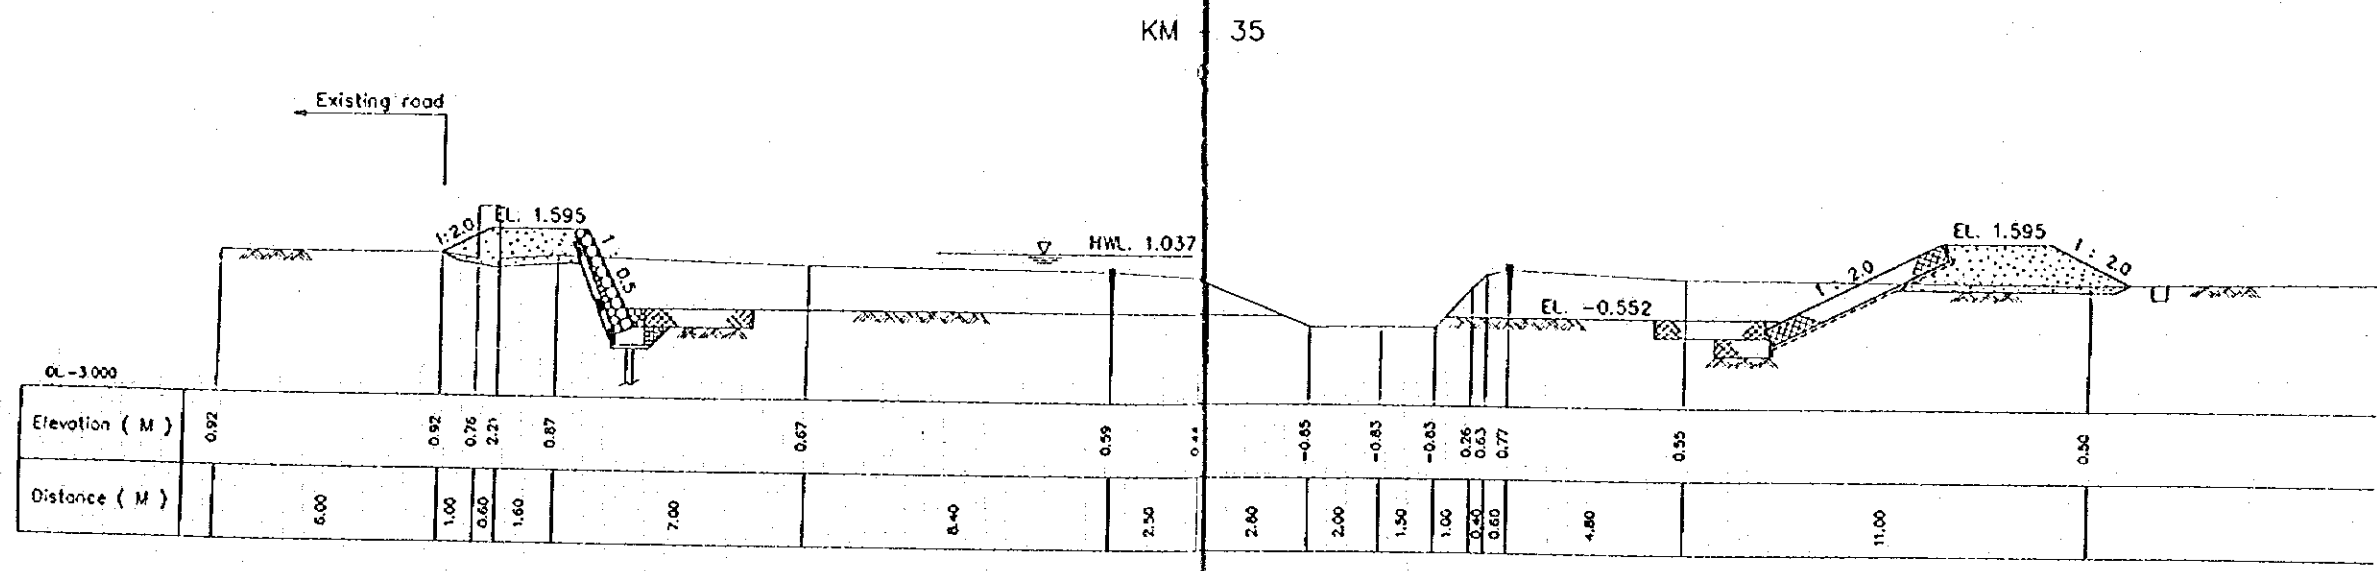 KM 35
Existing road
1:2.0
EL. 1.595
1: 0.5
HWL. 1.037
EL. -0.552
1 : 2.0
EL. 1.595
1 : 2.0
DL -3.000
Elevation ( M ) 0.92 0.92 0.76 2.21 0.87 0.67 0.59 0.44 -0.85 -0.83 -0.83 0.26 0.63 0.77 0.55 0.50
Distance ( M ) 6.00 1.00 0.60 1.60 7.00 8.40 2.50 2.80 2.00 1.50 1.00 0.40 0.60 4.80 11.00